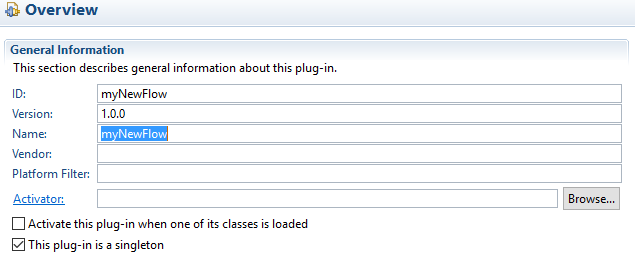 Overview
General Information
This section describes general information about this plug-in.
ID: myNewFlow
Version: 1.0.0
Name: myNewFlow
Vendor:
Platform Filter:
Activator: Browse...
Activate this plug-in when one of its classes is loaded
This plug-in is a singleton